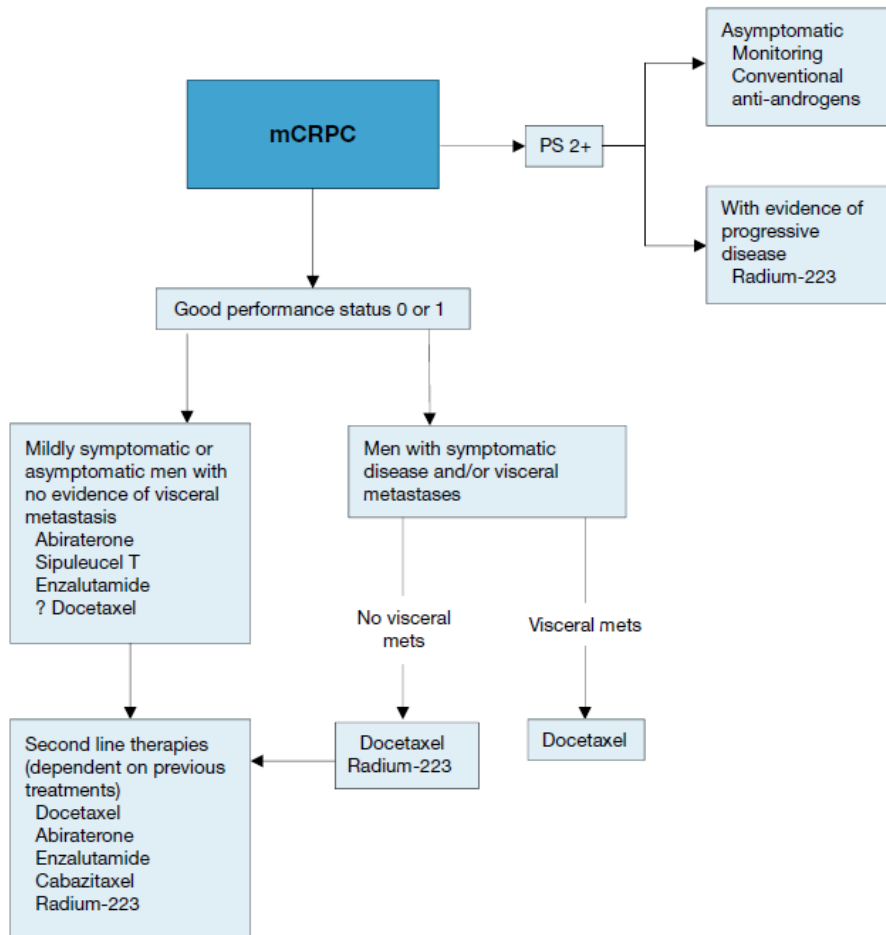 mCRPC
PS 2+
Asymptomatic
Monitoring
Conventional
anti-androgens
With evidence of
progressive
disease
Radium-223
Good performance status 0 or 1
Mildly symptomatic or
asymptomatic men with
no evidence of visceral
metastasis
Abiraterone
Sipuleucel T
Enzalutamide
? Docetaxel
Men with symptomatic
disease and/or visceral
metastases
No visceral
mets
Visceral mets
Docetaxel
Radium-223
Docetaxel
Second line therapies
(dependent on previous
treatments)
Docetaxel
Abiraterone
Enzalutamide
Cabazitaxel
Radium-223